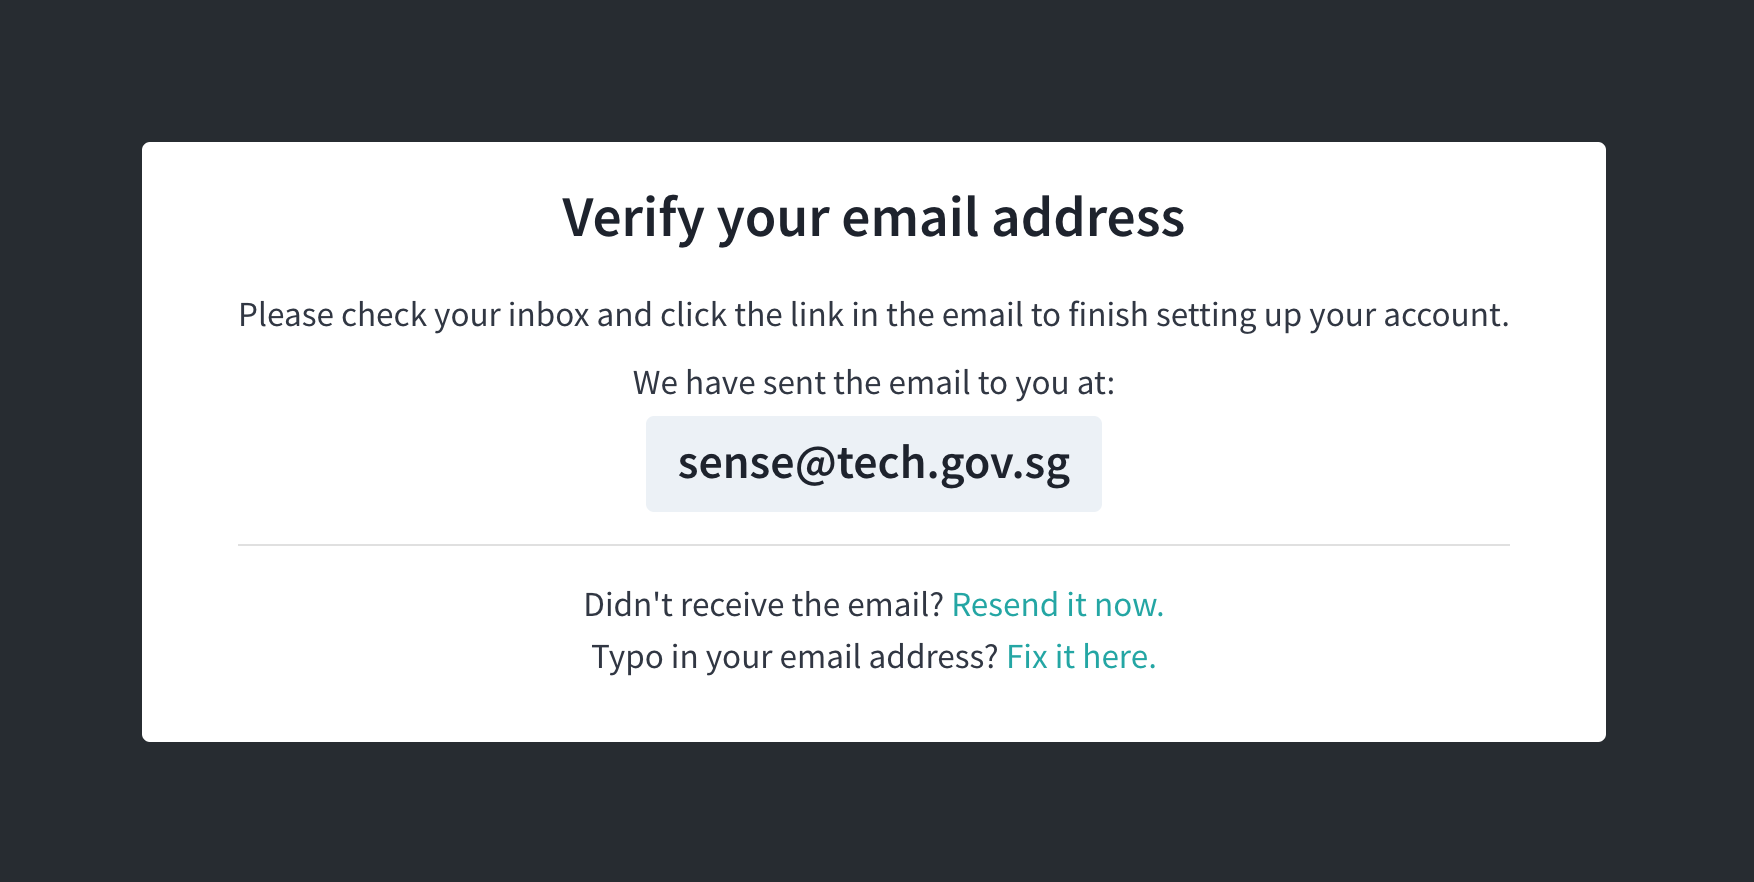 Verify your email address
Please check your inbox and click the link in the email to finish setting up your account.
We have sent the email to you at:
sense@tech.gov.sg
Didn't receive the email? Resend it now.
Typo in your email address? Fix it here.